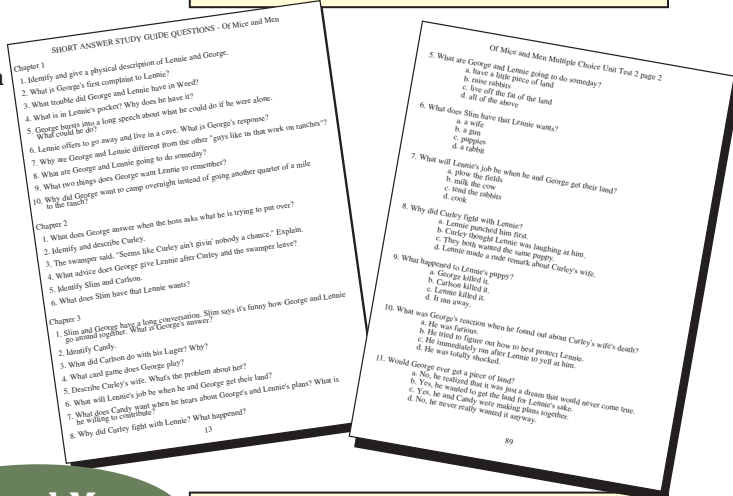 SHORT ANSWER STUDY GUIDE QUESTIONS - Of Mice and Men
Chapter 1
1. Identify and give a physical description of Lennie and George.
2. What is George's first complaint to Lennie?
3. What trouble did George and Lennie have in Weed?
4. What is in Lennie's pocket? Why does he have it?
5. George bursts into a long speech about what he could do if he were alone.
What could he do?
6. Lennie offers to go away and live in a cave. What is George's response?
7. Why are George and Lennie different from the other "guys like us that work on ranches"?
8. What are George and Lennie going to do someday?
9. What two things does George want Lennie to remember?
10. Why did George want to camp overnight instead of going another quarter of a mile
to the ranch?
Chapter 2
1. What does George answer when the boss asks what he is trying to put over?
2. Identify and describe Curley.
3. The swamper said, "Seems like Curley ain't givin' nobody a chance." Explain.
4. What advice does George give Lennie after Curley and the swamper leave?
5. Identify Slim and Carlson.
6. What does Slim have that Lennie wants?
Chapter 3
1. Slim and George have a long conversation. Slim says it's funny how George and Lennie
go around together. What is George's answer?
2. Identify Candy.
3. What did Carlson do with his Luger? Why?
4. What card game does George play?
5. Describe Curley's wife. What's the problem about her?
6. What will Lennie's job be when he and George get their land?
7. What does Candy want when he hears about George's and Lennie's plans? What is
he willing to contribute?
8. Why did Curley fight with Lennie? What happened?
13
Of Mice and Men Multiple Choice Unit Test 2 page 2
5. What are George and Lennie going to do someday?
a. have a little piece of land
b. raise rabbits
c. live off the fat of the land
d. all of the above
6. What does Slim have that Lennie wants?
a. a wife
b. a gun
c. puppies
d. a rabbit
7. What will Lennie's job be when he and George get their land?
a. plow the fields
b. milk the cow
c. tend the rabbits
d. cook
8. Why did Curley fight with Lennie?
a. Lennie punched him first.
b. Curley thought Lennie was laughing at him.
c. They both wanted the same puppy.
d. Lennie made a rude remark about Curley's wife.
9. What happened to Lennie's puppy?
a. George killed it.
b. Carlson killed it.
c. Lennie killed it.
d. It ran away.
10. What was George's reaction when he found out about Curley's wife's death?
a. He was furious.
b. He tried to figure out how to best protect Lennie.
c. He immediately ran after Lennie to yell at him.
d. He was totally shocked.
11. Would George ever get a piece of land?
a. No, he realized that it was just a dream that would never come true.
b. Yes, he wanted to get the land for Lennie's sake.
c. Yes, he and Candy were making plans together.
d. No, he never really wanted it anyway.
89